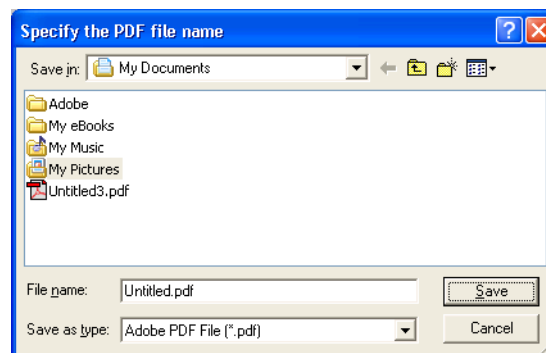 Specify the PDF file name
Save in: My Documents
Adobe
My eBooks
My Music
My Pictures
Untitled3.pdf
File name: Untitled.pdf Save
Save as type: Adobe PDF File (*.pdf) Cancel